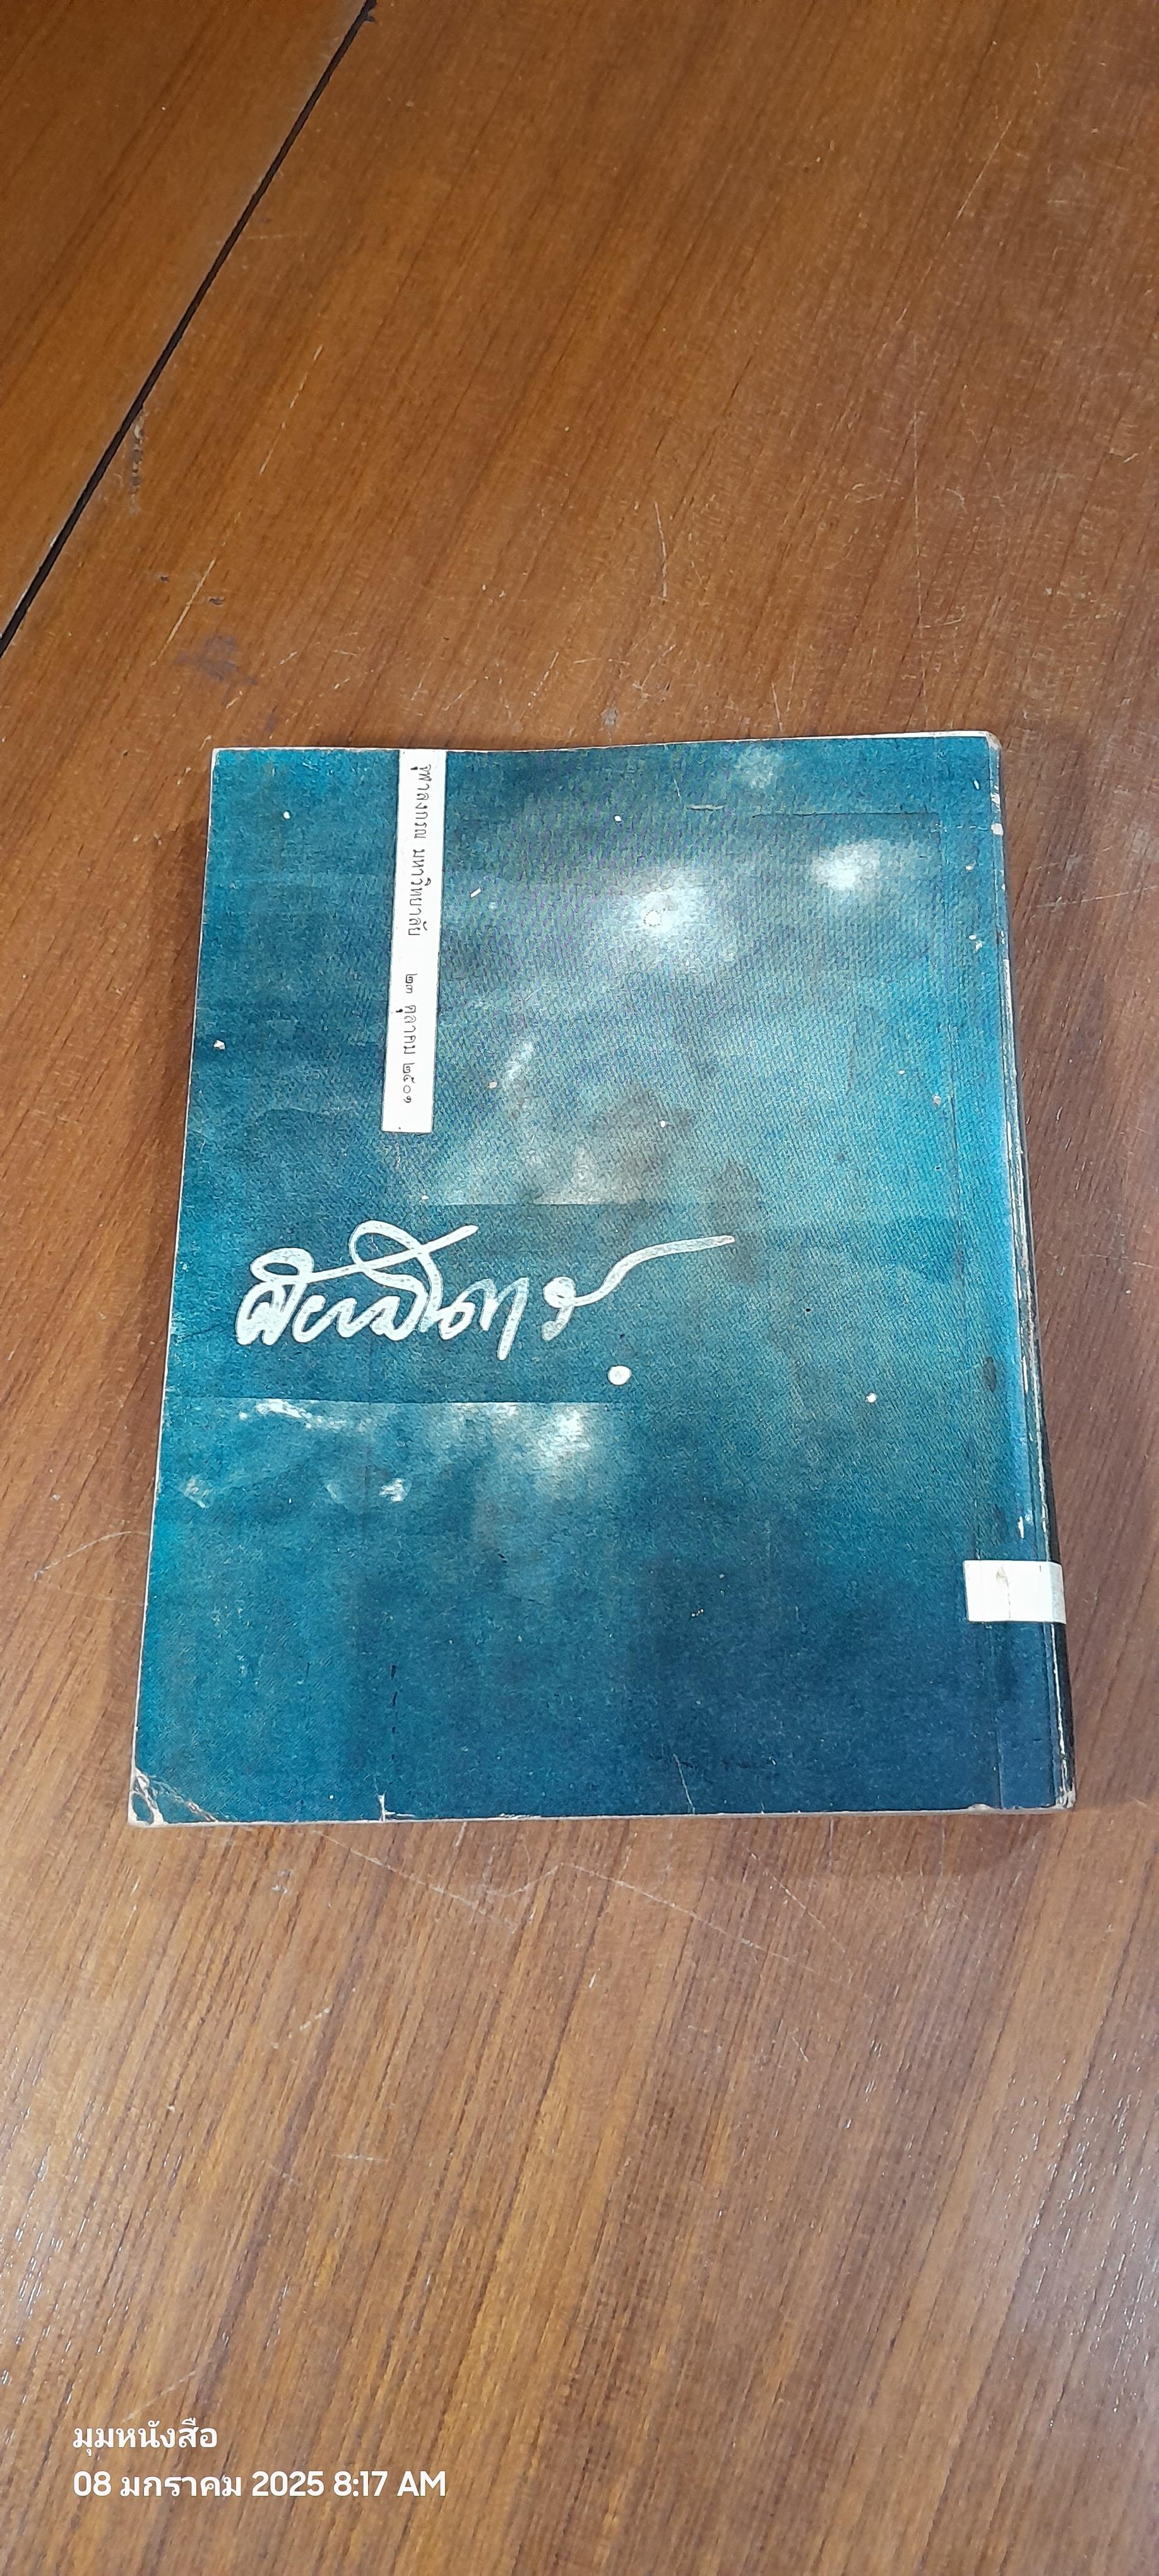 จุฬาลงกรณ มหาวิทยาลัย ๒๓ ตุลาคม ๒๕๐๑
มุมหนังสือ
08 มกราคม 2025 8:17 AM